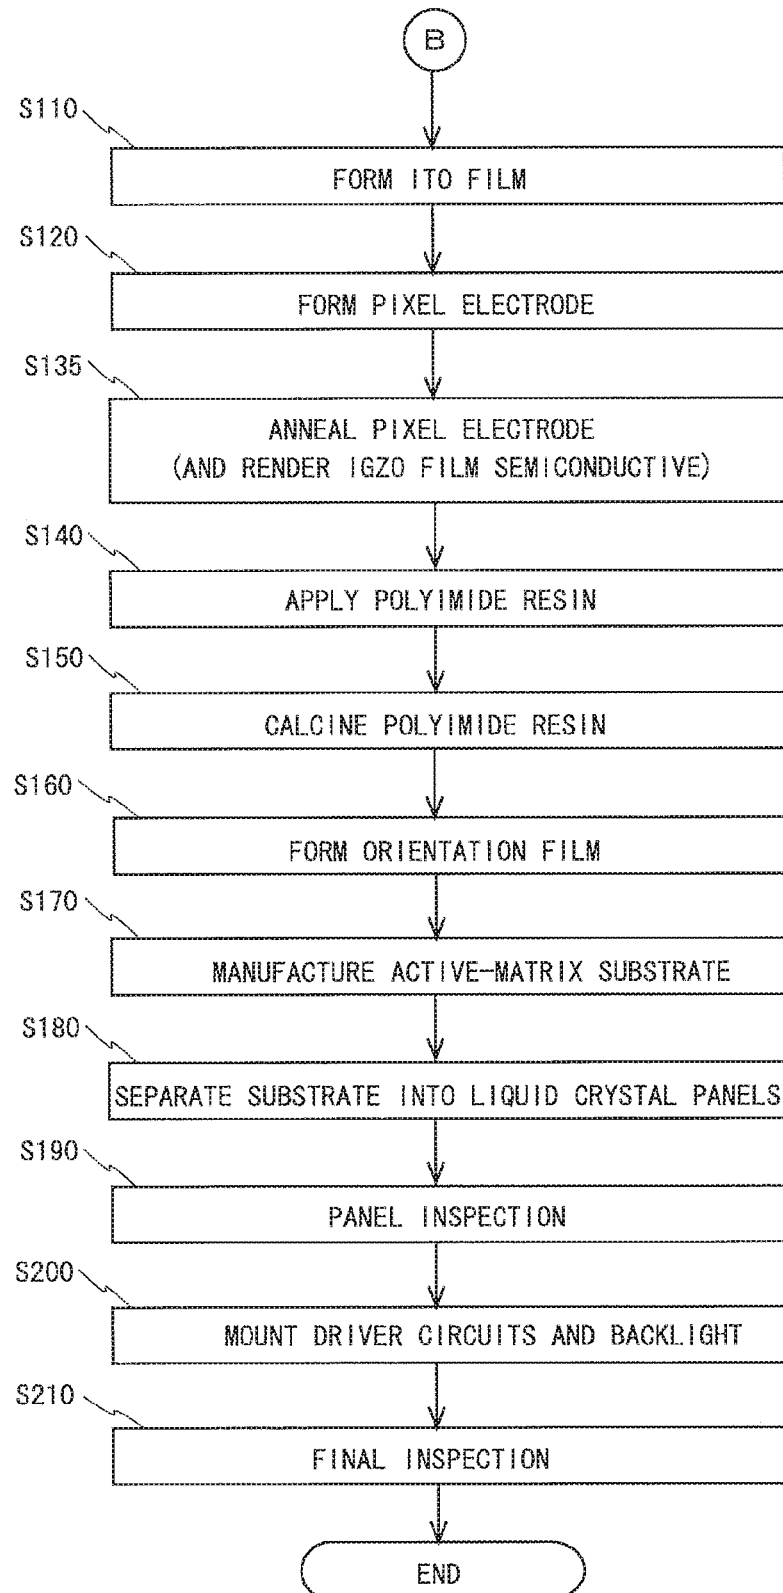 B
S110
FORM ITO FILM
S120
FORM PIXEL ELECTRODE
S135
ANNEAL PIXEL ELECTRODE
(AND RENDER IGZO FILM SEMICONDUCTIVE)
S140
APPLY POLYIMIDE RESIN
S150
CALCINE POLYIMIDE RESIN
S160
FORM ORIENTATION FILM
S170
MANUFACTURE ACTIVE-MATRIX SUBSTRATE
S180
SEPARATE SUBSTRATE INTO LIQUID CRYSTAL PANELS
S190
PANEL INSPECTION
S200
MOUNT DRIVER CIRCUITS AND BACKLIGHT
S210
FINAL INSPECTION
END